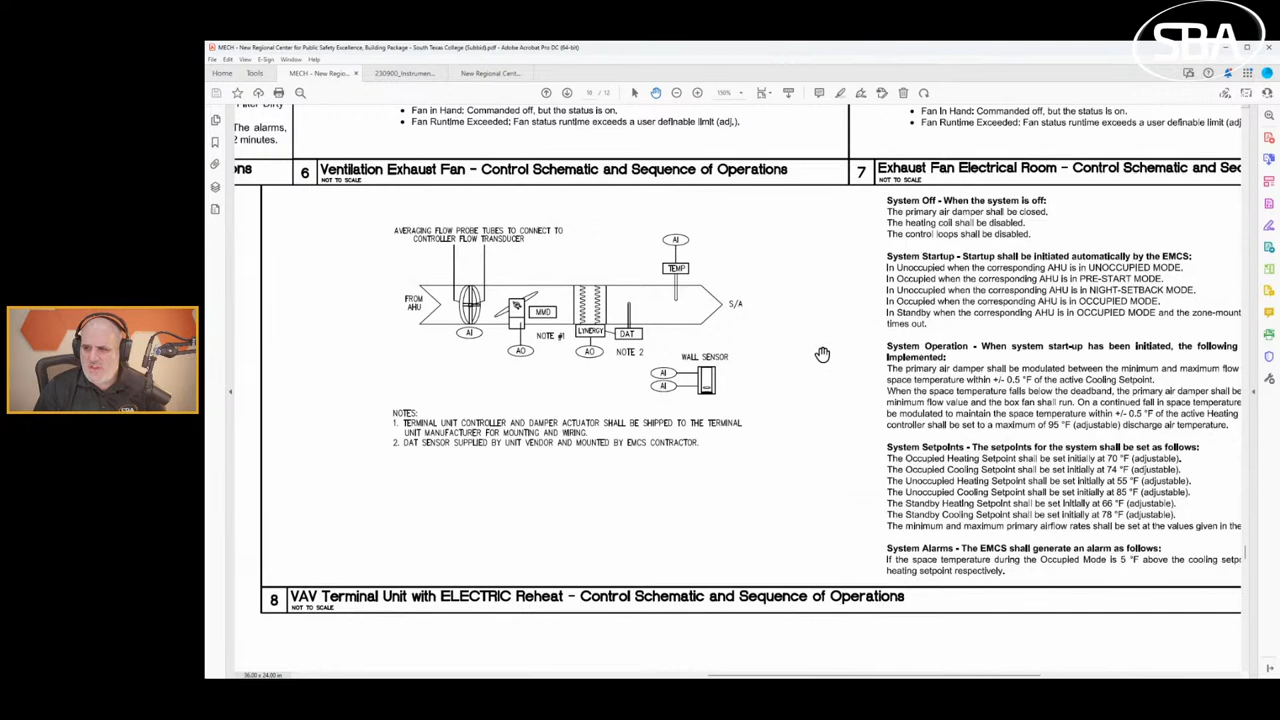 SBA
MECH - New Regional Center for Public Safety Excellence, Building Package - South Texas College (Subbid).pdf - Adobe Acrobat Pro DC (64-bit)
File Edit View E-Sign Window Help
Home Tools MECH - New Regio... × 230900_Instrumen... New Regional Cent...
10 / 12 150%
Filter Dirty
The alarms,
2 minutes.
• Fan in Hand: Commanded off, but the status is on.
• Fan Runtime Exceeded; Fan status runtime exceeds a user definable limit (adj.).
• Fan in Hand: Commanded off, but the status is on.
• Fan Runtime Exceeded: Fan status runtime exceeds a user definable limit (adj
ons
6 Ventilation Exhaust Fan - Control Schematic and Sequence of Operations
NOT TO SCALE
7 Exhaust Fan Electrical Room - Control Schematic and Sec
NOT TO SCALE
AVERAGING FLOW PROBE TUBES TO CONNECT TO
CONTROLLER FLOW TRANSDUCER
AI
TEMP
FROM
AHU
S/A
MMD
AI
NOTE #1
LYNERGY
DAT
AO
AO
NOTE 2
WALL SENSOR
AI
AI
NOTES:
1. TERMINAL UNIT CONTROLLER AND DAMPER ACTUATOR SHALL BE SHIPPED TO THE TERMINAL
UNIT MANUFACTURER FOR MOUNTING AND WIRING.
2. DAT SENSOR SUPPLIED BY UNIT VENDOR AND MOUNTED BY EMCS CONTRACTOR.
System Off - When the system is off:
The primary air damper shall be closed.
The heating coil shall be disabled.
The control loops shall be disabled.
System Startup - Startup shall be initiated automatically by the EMCS:
In Unoccupied when the corresponding AHU is in UNOCCUPIED MODE.
In Occupied when the corresponding AHU is in PRE-START MODE.
In Unoccupied when the corresponding AHU is in NIGHT-SETBACK MODE.
In Occupied when the corresponding AHU is in OCCUPIED MODE.
In Standby when the corresponding AHU is in OCCUPIED MODE and the zone-mount
times out.
System Operation - When system start-up has been initiated, the following
Implemented:
The primary air damper shall be modulated between the minimum and maximum flow
space temperature within +/- 0.5 °F of the active Cooling Setpoint.
When the space temperature falls below the deadband, the primary air damper shall be
minimum flow value and the box fan shall run. On a continued fall in space temperature
be modulated to maintain the space temperature within +/- 0.5 °F of the active Heating
controller shall be set to a maximum of 95 °F (adjustable) discharge air temperature.
System Setpoints - The setpoints for the system shall be set as follows:
The Occupied Heating Setpoint shall be set initially at 70 °F (adjustable).
The Occupied Cooling Setpoint shall be set initially at 74 °F (adjustable).
The Unoccupied Heating Setpoint shall be set initially at 55 °F (adjustable).
The Unoccupied Cooling Setpoint shall be set initially at 85 °F (adjustable).
The Standby Heating Setpoint shall be set initially at 66 °F (adjustable).
The Standby Cooling Setpoint shall be set initially at 78 °F (adjustable).
The minimum and maximum primary airflow rates shall be set at the values given in the
System Alarms - The EMCS shall generate an alarm as follows:
If the space temperature during the Occupied Mode is 5 °F above the cooling setpo
heating setpoint respectively.
8 VAV Terminal Unit with ELECTRIC Reheat - Control Schematic and Sequence of Operations
NOT TO SCALE
36.00 x 24.00 in